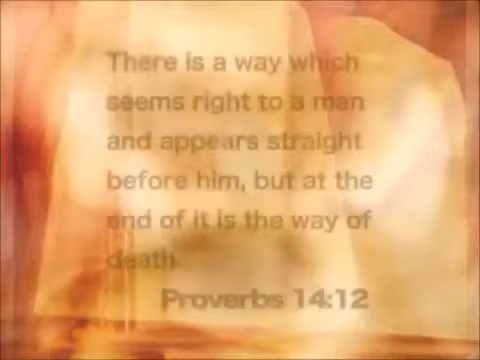 There is a way which
seems right to a man
and appears straight
before him, but at the
end of it is the way of
death
Proverbs 14:12